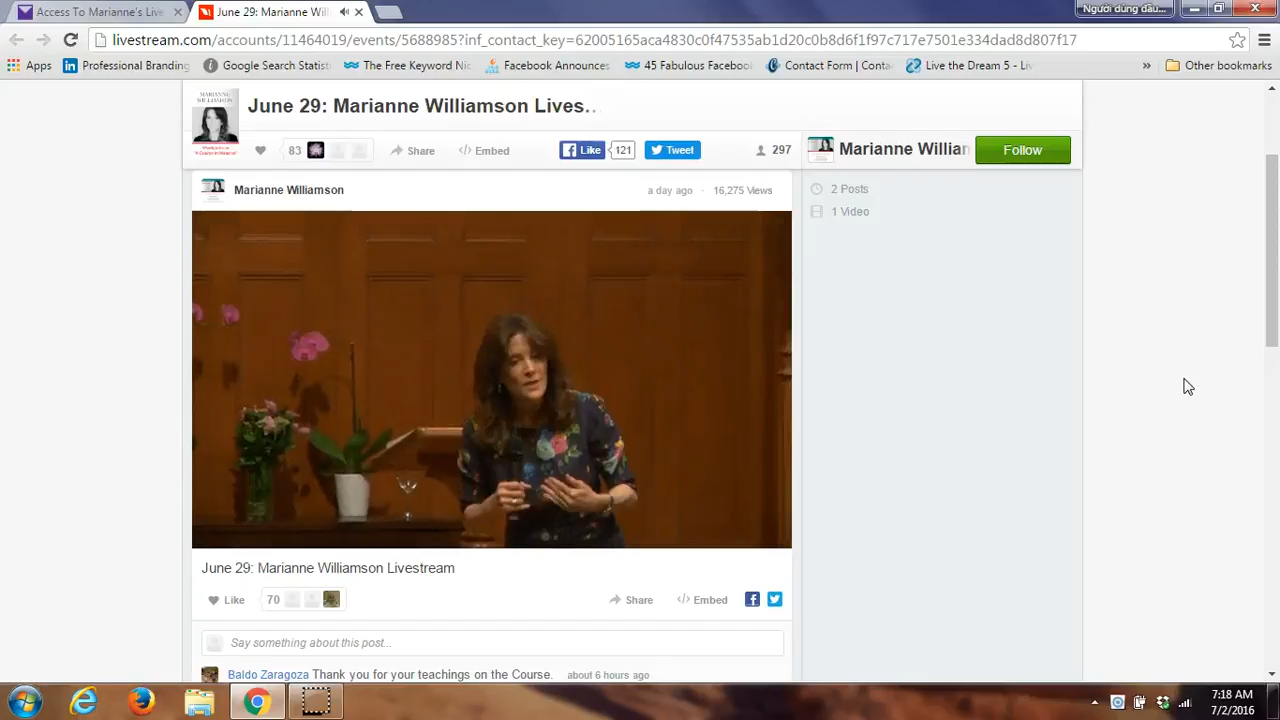 Access To Marianne's Live
June 29: Marianne Will
Người dùng đầu...
livestream.com/accounts/11464019/events/5688985?inf_contact_key=62005165aca4830c0f47535ab1d20c0b8d6f1f97c717e7501e334dad8d807f17
Apps
Professional Branding
Google Search Statist
The Free Keyword Nic
Facebook Announces
45 Fabulous Facebook
Contact Form | Conta
Live the Dream 5 - Liv
»
Other bookmarks
MARIANNE
WILLIAMSON
June 29: Marianne Williamson Lives...
83
Share
Embed
Like
121
Tweet
297
Marianne Willian
Follow
Marianne Williamson
a day ago · 16,275 Views
2 Posts
1 Video
June 29: Marianne Williamson Livestream
Like
70
Share
Embed
Say something about this post...
Baldo Zaragoza Thank you for your teachings on the Course. about 6 hours ago
7:18 AM
7/2/2016